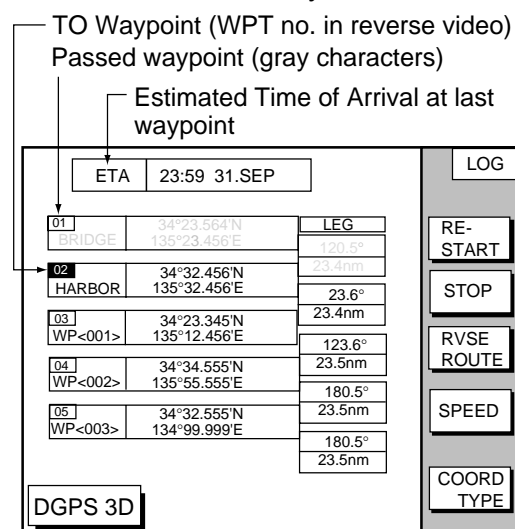 TO Waypoint (WPT no. in reverse video)
Passed waypoint (gray characters)
Estimated Time of Arrival at last
waypoint
ETA 23:59 31.SEP
LOG
01 34°23.564'N LEG
BRIDGE 135°23.456'E 120.5°
23.4nm
02 34°32.456'N
HARBOR 135°32.456'E 23.6°
23.4nm
03 34°23.345'N
WP<001> 135°12.456'E 123.6°
23.5nm
04 34°34.555'N
WP<002> 135°55.555'E 180.5°
23.5nm
05 34°32.555'N
WP<003> 134°99.999'E 180.5°
23.5nm
RE-
START
STOP
RVSE
ROUTE
SPEED
COORD
TYPE
DGPS 3D